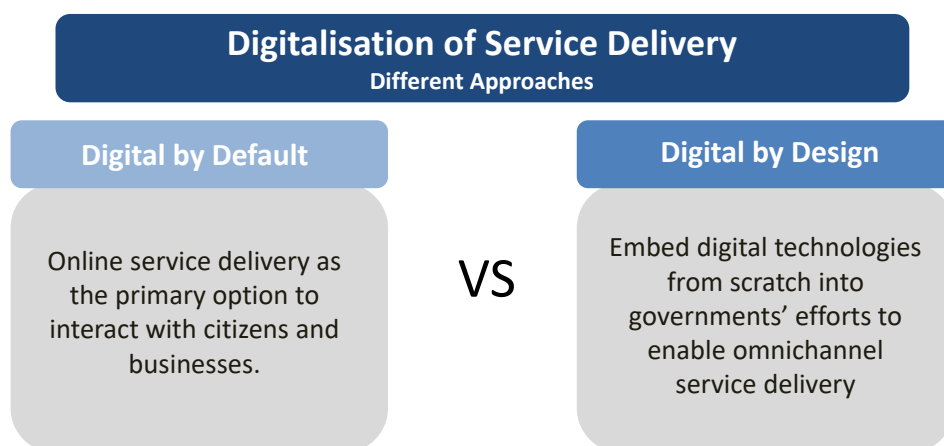 Digitalisation of Service Delivery
Different Approaches
Digital by Default
Online service delivery as
the primary option to
interact with citizens and
businesses.
VS
Digital by Design
Embed digital technologies
from scratch into
governments’ efforts to
enable omnichannel
service delivery